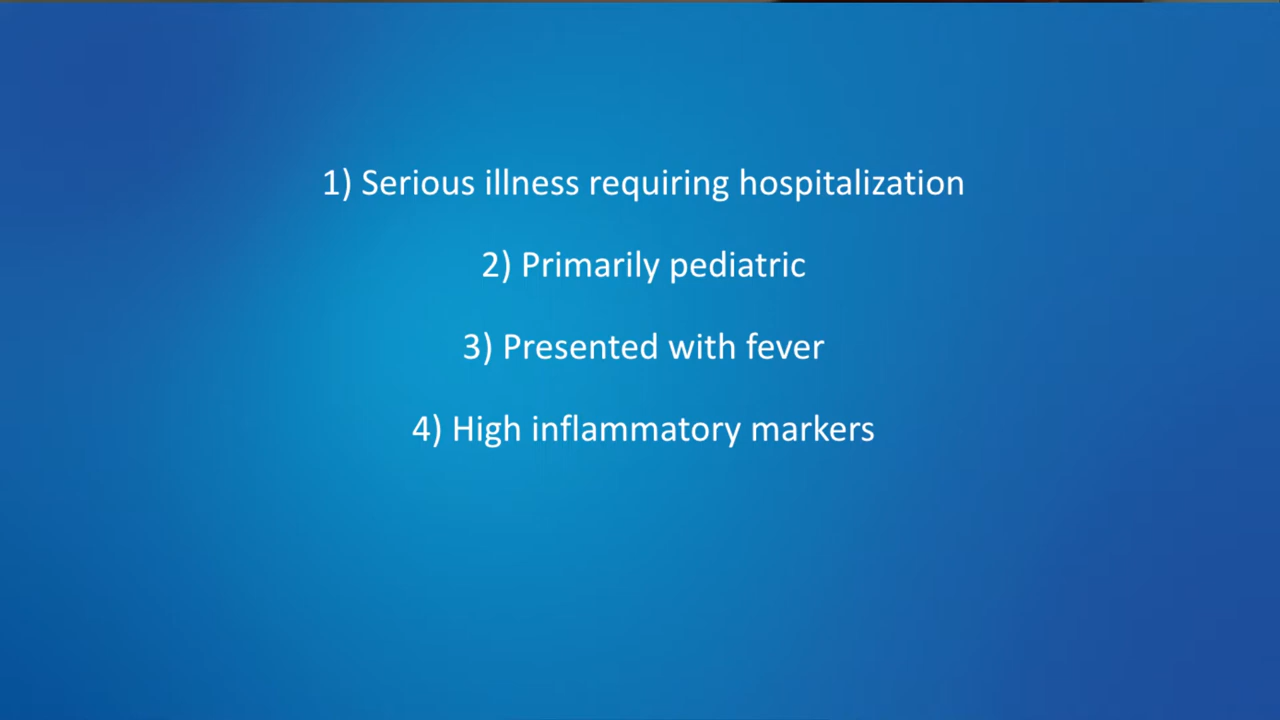 1) Serious illness requiring hospitalization
2) Primarily pediatric
3) Presented with fever
4) High inflammatory markers